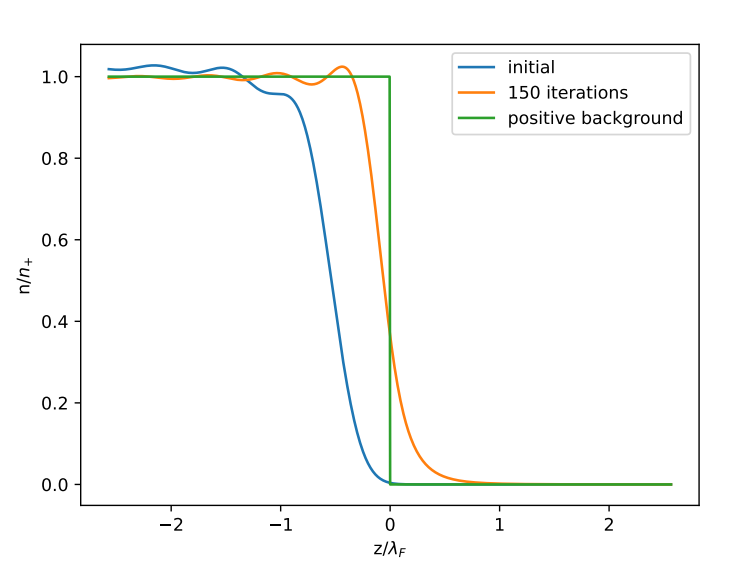 initial
150 iterations
positive background
1.0
0.8
0.6
0.4
0.2
0.0
n/n₊
−2
−1
0
1
2
z/λ_F